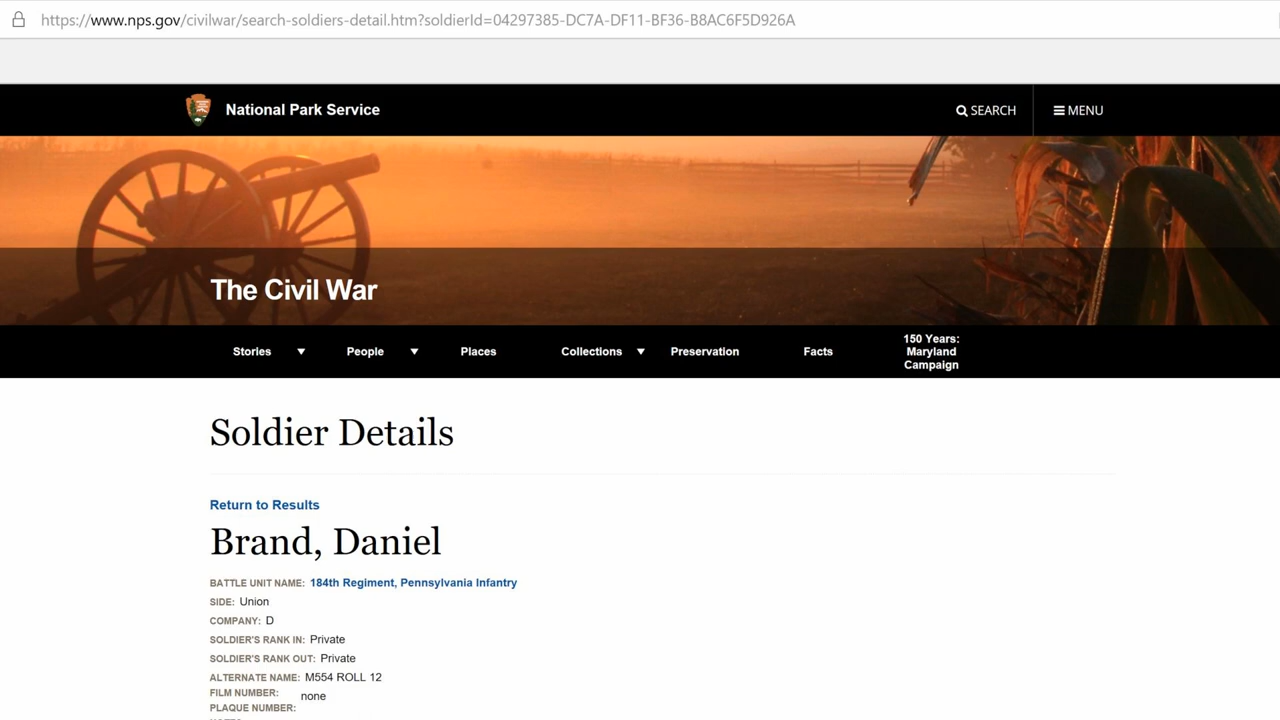 https://www.nps.gov/civilwar/search-soldiers-detail.htm?soldierId=04297385-DC7A-DF11-BF36-B8AC6F5D926A
National Park Service
SEARCH
MENU
The Civil War
Stories
People
Places
Collections
Preservation
Facts
150 Years:
Maryland
Campaign
Soldier Details
Return to Results
Brand, Daniel
BATTLE UNIT NAME: 184th Regiment, Pennsylvania Infantry
SIDE: Union
COMPANY: D
SOLDIER'S RANK IN: Private
SOLDIER'S RANK OUT: Private
ALTERNATE NAME: M554 ROLL 12
FILM NUMBER: none
PLAQUE NUMBER: